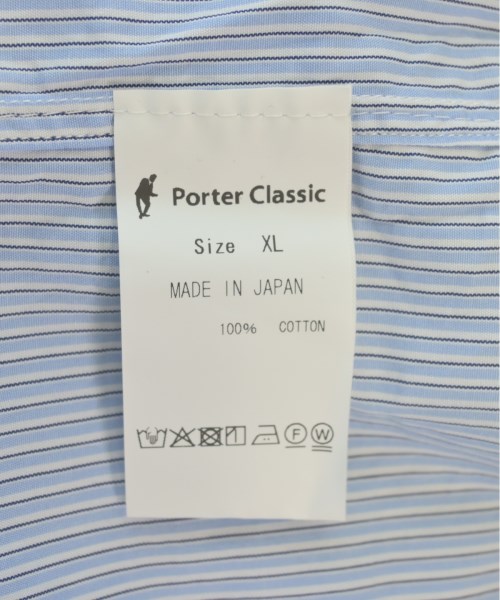 Porter Classic
Size XL
MADE IN JAPAN
100% COTTON
F W